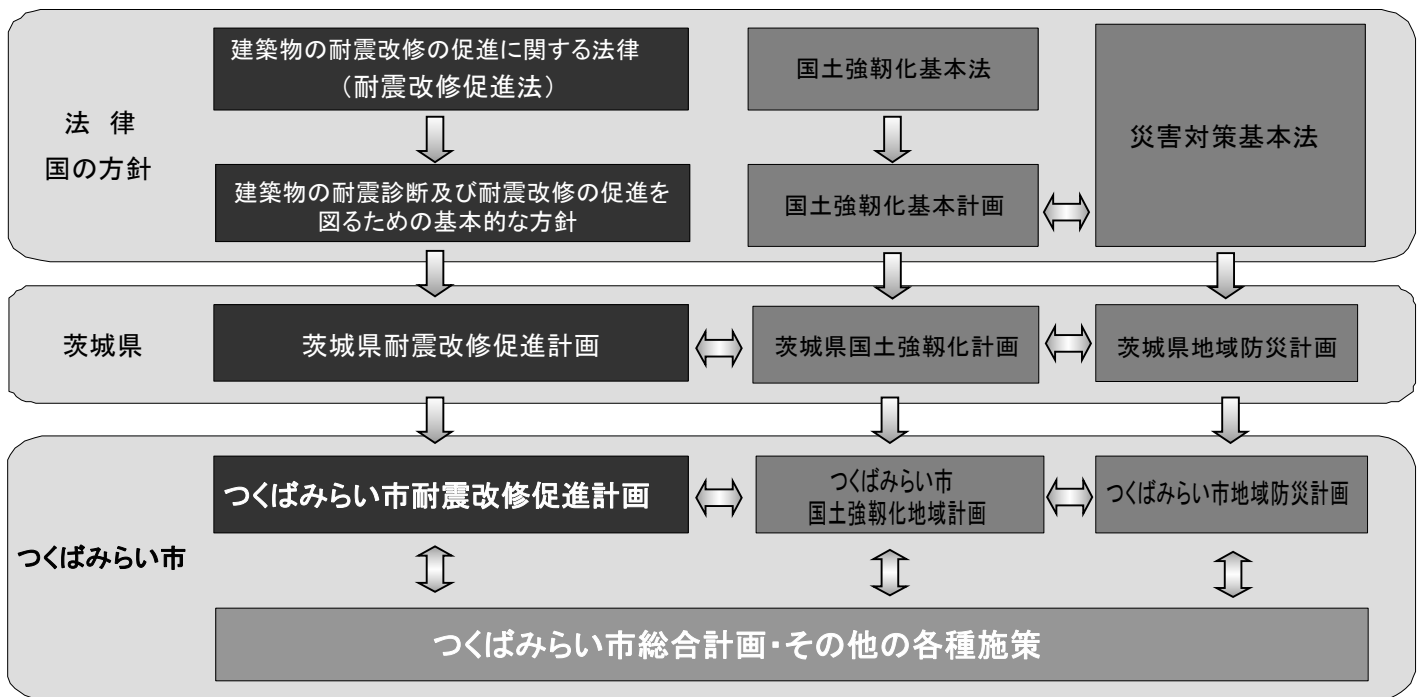 法 律
国の方針
建築物の耐震改修の促進に関する法律
（耐震改修促進法）
国土強靱化基本法
災害対策基本法
建築物の耐震診断及び耐震改修の促進を
図るための基本的な方針
国土強靱化基本計画
茨城県
茨城県耐震改修促進計画
茨城県国土強靱化計画
茨城県地域防災計画
つくばみらい市
つくばみらい市耐震改修促進計画
つくばみらい市
国土強靱化地域計画
つくばみらい市地域防災計画
つくばみらい市総合計画・その他の各種施策